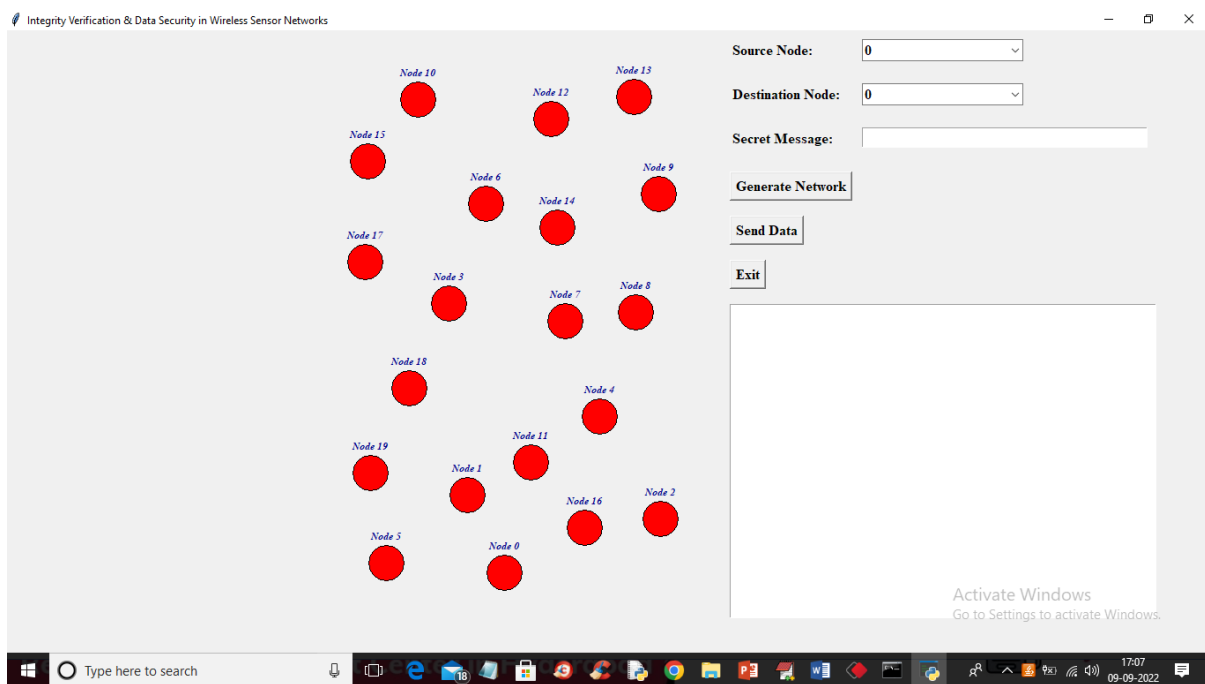 Integrity Verification & Data Security in Wireless Sensor Networks
Source Node: 0
Destination Node: 0
Secret Message:
Generate Network
Send Data
Exit
Node 10
Node 13
Node 12
Node 15
Node 9
Node 6
Node 14
Node 17
Node 3
Node 8
Node 7
Node 18
Node 4
Node 11
Node 19
Node 1
Node 2
Node 16
Node 5
Node 0
Activate Windows
Go to Settings to activate Windows.
Type here to search
18
17:07
09-09-2022